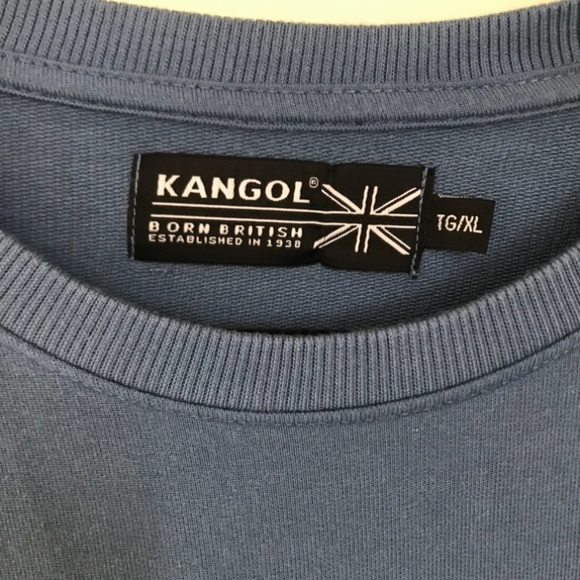 KANGOL®
BORN BRITISH
ESTABLISHED IN 1938
TG/XL